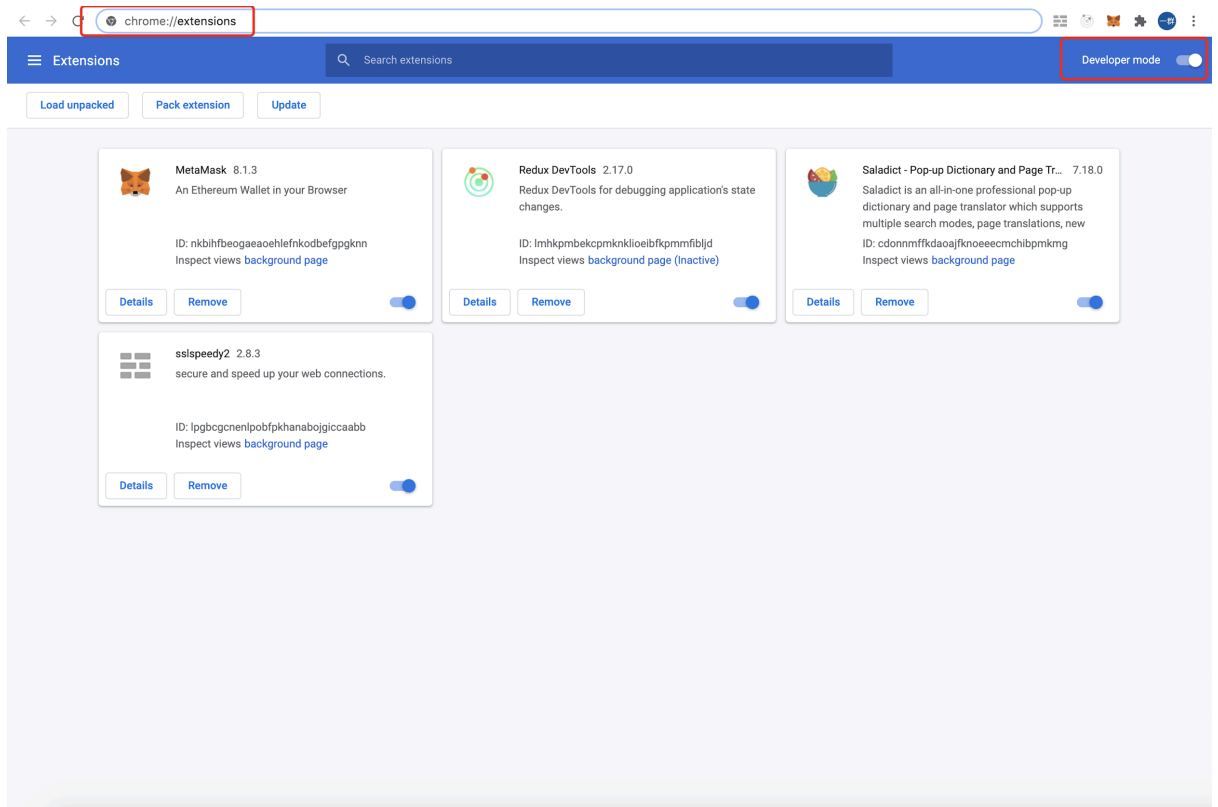 chrome://extensions
一群
Extensions
Search extensions
Developer mode
Load unpacked
Pack extension
Update
MetaMask 8.1.3
An Ethereum Wallet in your Browser
ID: nkbihfbeogaeaoehlefnkodbefgpgknn
Inspect views background page
Details
Remove
Redux DevTools 2.17.0
Redux DevTools for debugging application's state
changes.
ID: lmhkpmbekcpmknklioeibfkpmmfibljd
Inspect views background page (Inactive)
Details
Remove
Saladict - Pop-up Dictionary and Page Tr... 7.18.0
Saladict is an all-in-one professional pop-up
dictionary and page translator which supports
multiple search modes, page translations, new
ID: cdonnmffkdaoajfknoeeecmchibpmkmg
Inspect views background page
Details
Remove
sslspeedy2 2.8.3
secure and speed up your web connections.
ID: lpgbcgcnenlpobfpkhanabojgiccaabb
Inspect views background page
Details
Remove